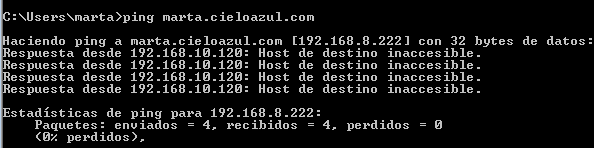 C:\Users\marta>ping marta.cieloazul.com
Haciendo ping a marta.cieloazul.com [192.168.8.222] con 32 bytes de datos:
Respuesta desde 192.168.10.120: Host de destino inaccesible.
Respuesta desde 192.168.10.120: Host de destino inaccesible.
Respuesta desde 192.168.10.120: Host de destino inaccesible.
Respuesta desde 192.168.10.120: Host de destino inaccesible.
Estadísticas de ping para 192.168.8.222:
Paquetes: enviados = 4, recibidos = 4, perdidos = 0
(0% perdidos),